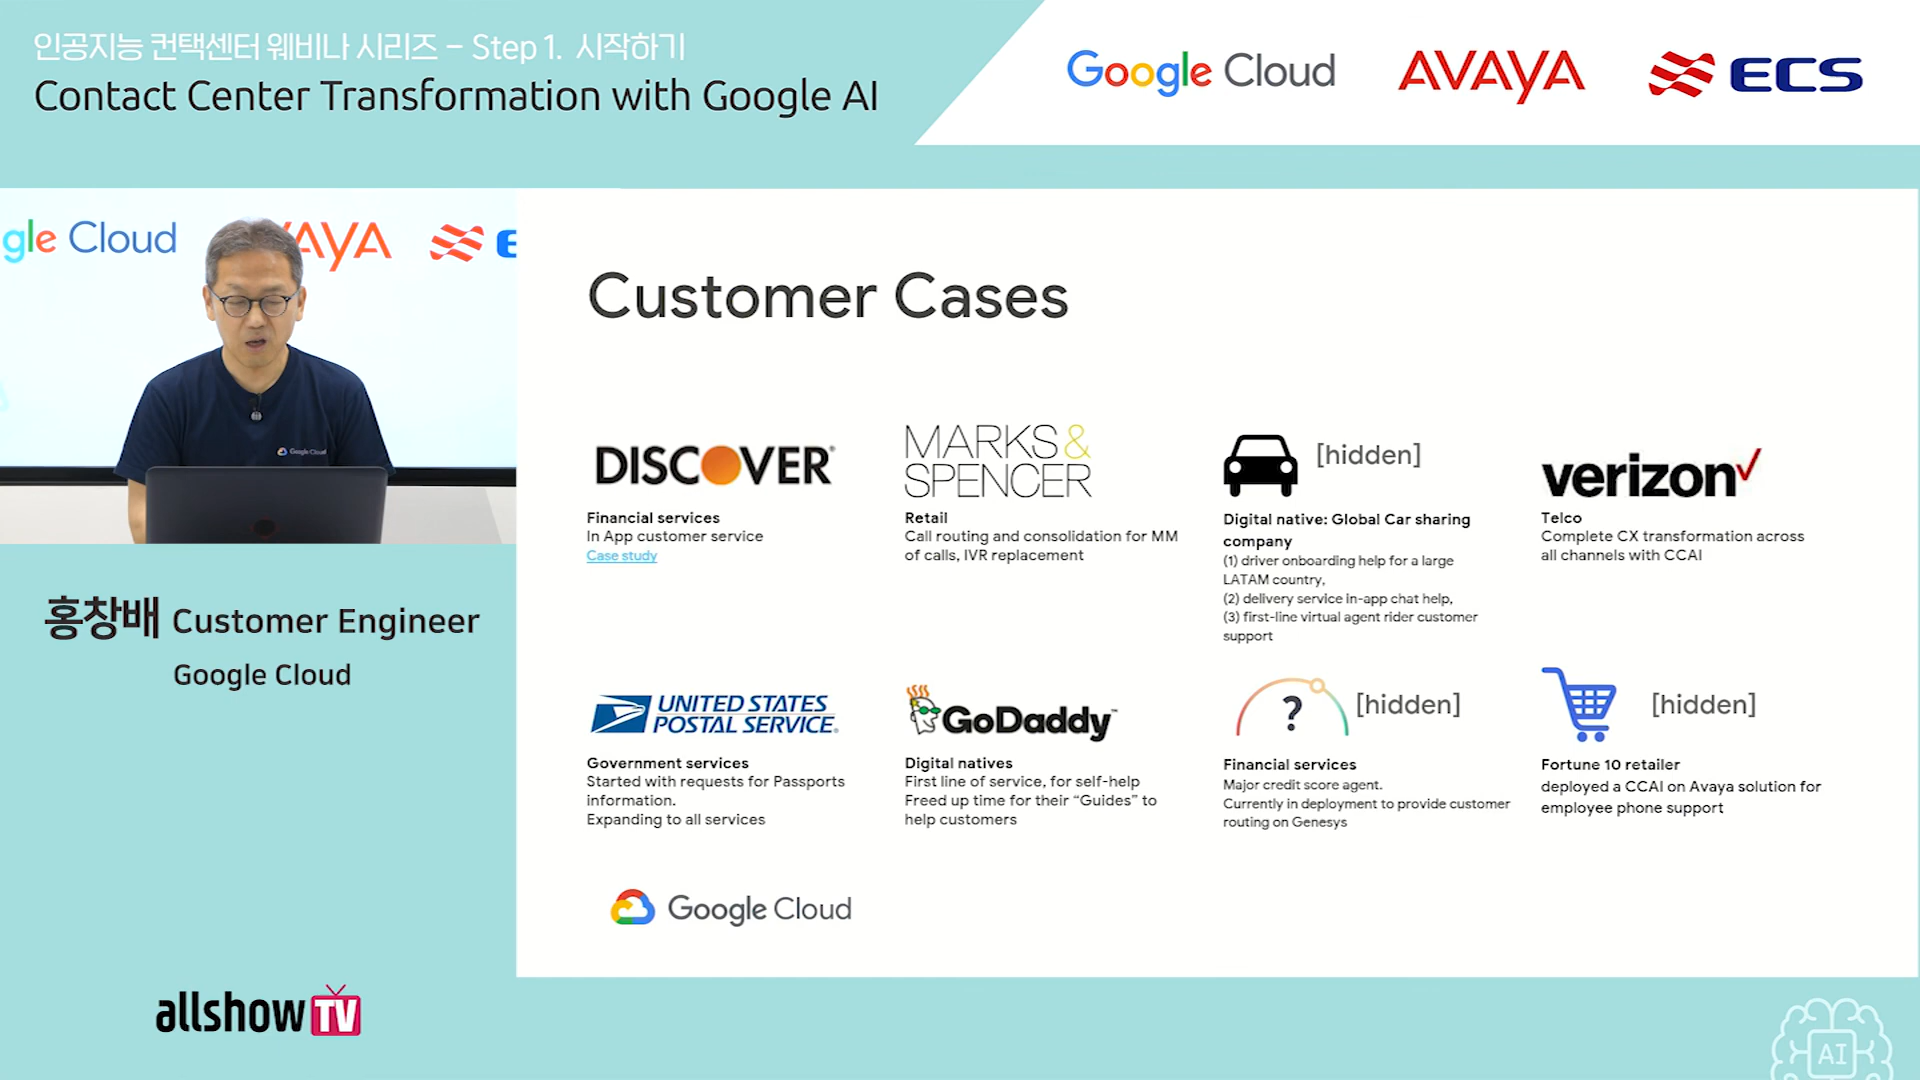 인공지능 컨택센터 웨비나 시리즈 – Step 1. 시작하기
Contact Center Transformation with Google AI
Google Cloud
AVAYA
ECS
gle Cloud
VAYA
E
Google Cloud
홍창배 Customer Engineer
Google Cloud
allshowTV
Customer Cases
DISCOVER®
Financial services
In App customer service
Case study
MARKS &
SPENCER
Retail
Call routing and consolidation for MM
of calls, IVR replacement
[hidden]
Digital native: Global Car sharing
company
(1) driver onboarding help for a large
LATAM country,
(2) delivery service in-app chat help,
(3) first-line virtual agent rider customer
support
verizon✓
Telco
Complete CX transformation across
all channels with CCAI
UNITED STATES
POSTAL SERVICE®
Government services
Started with requests for Passports
information.
Expanding to all services
GoDaddy™
Digital natives
First line of service, for self-help
Freed up time for their “Guides” to
help customers
?
[hidden]
Financial services
Major credit score agent.
Currently in deployment to provide customer
routing on Genesys
[hidden]
Fortune 10 retailer
deployed a CCAI on Avaya solution for
employee phone support
Google Cloud
AI